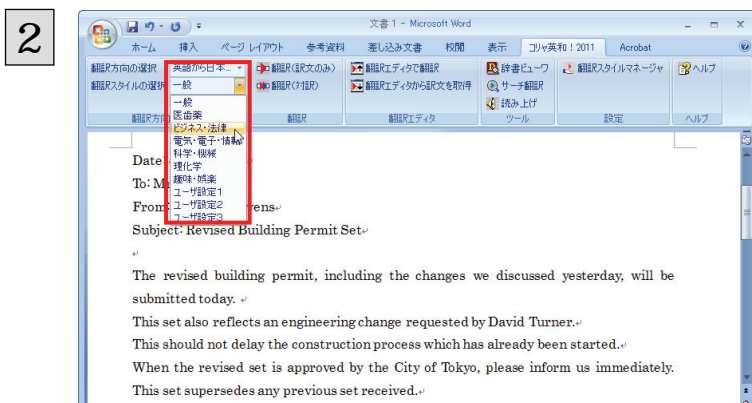 2
文書 1 - Microsoft Word
ホーム 挿入 ページ レイアウト 参考資料 差し込み文書 校閲 表示 コリャ英和！2011 Acrobat
翻訳方向の選択 英語から日本... 翻訳(訳文のみ) 翻訳エディタで翻訳 辞書ビューワ 翻訳スタイルマネージャ ヘルプ
翻訳スタイルの選択 一般 翻訳(対訳) 翻訳エディタから訳文を取得 サーチ翻訳
読み上げ
翻訳方 翻訳 翻訳エディタ ツール 設定 ヘルプ
一般
医歯薬
ビジネス・法律
電気・電子・情報
科学・機械
理化学
趣味・娯楽
ユーザ設定1
ユーザ設定2
ユーザ設定3
Date
To: M
From: vens
Subject: Revised Building Permit Set
The revised building permit, including the changes we discussed yesterday, will be
submitted today.
This set also reflects an engineering change requested by David Turner.
This should not delay the construction process which has already been started.
When the revised set is approved by the City of Tokyo, please inform us immediately.
This set supersedes any previous set received.